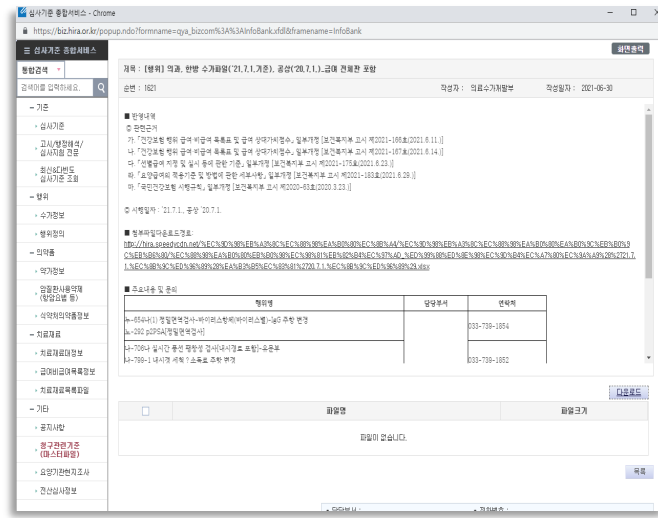 심사기준 종합서비스 - Chrome
https://biz.hira.or.kr/popup.ndo?formname=qya_bizcom%3A%3AInfoBank.xfdl&framename=InfoBank
심사기준 종합서비스
화면출력
통합검색
검색어를 입력하세요.
기준
심사기준
고시/행정해석/
심사지침 전문
최신&다빈도
심사기준 조회
행위
수가정보
행위정의
의약품
약가정보
암질환사용약제
(항암요법 등)
식약처의약품정보
치료재료
치료재료대정보
급여비급여목록정보
치료재료목록파일
기타
공지사항
청구관련기준
(마스터파일)
요양기관현지조사
전산심사정보
제목 : [행위] 의과, 한방 수가파일('21.7.1.기준), 공상('20.7.1.)_급여 전체판 포함
순번 : 1621 작성자 : 의료수가개발부 작성일자 : 2021-06-30
■ 반영내역
○ 관련근거
가. 「건강보험 행위 급여·비급여 목록표 및 급여 상대가치점수」 일부개정 [보건복지부 고시 제2021-166호(2021.6.11.)]
나. 「건강보험 행위 급여·비급여 목록표 및 급여 상대가치점수」 일부개정 [보건복지부 고시 제2021-167호(2021.6.14.)]
다. 「선별급여 지정 및 실시 등에 관한 기준」 일부개정 [보건복지부 고시 제2021-175호(2021.6.23.)]
라. 「요양급여의 적용기준 및 방법에 관한 세부사항」 일부개정 [보건복지부 고시 제2021-183호(2021.6.29.)]
마. 「국민건강보험 시행규칙」 일부개정 [보건복지부 고시 제2020-63호(2020.3.23.)]
○ 시행일자 : '21.7.1., 공상 '20.7.1.
■ 첨부파일다운로드경로:
■ 주요내용 및 문의
행위명 담당부서 연락처
누-654나(1) 정밀면역검사-바이러스항체(바이러스별)-IgG 주항 변경
노-292 p2PSA[정밀면역검사]
033-739-1654
나-706나 실시간 풍선 팽창성 검사[내시경료 포함]-유문부
나-799-1 내시경 세척?소독료 주항 변경
033-739-1652
다운로드
파일명 파일크기
파일이 없습니다.
목록